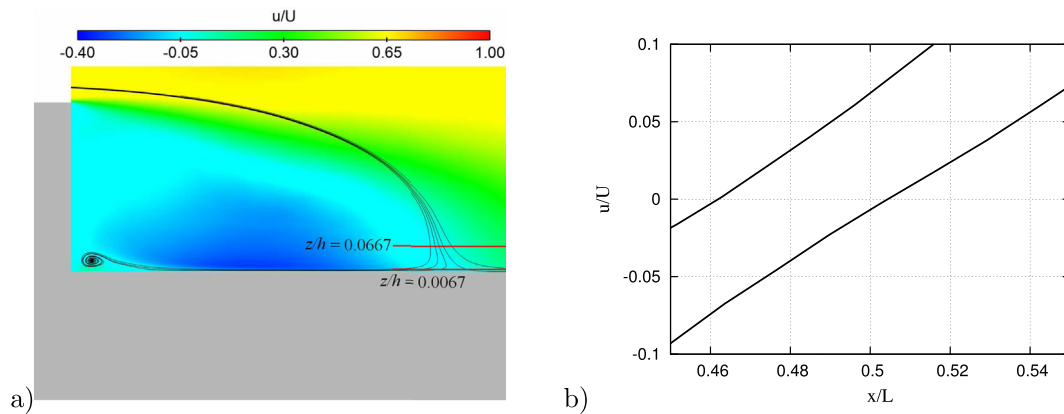 u/U
-0.40 -0.05 0.30 0.65 1.00
z/h = 0.0667
z/h = 0.0067
a)
0.1
0.05
0
-0.05
-0.1
u/U
0.46 0.48 0.5 0.52 0.54
x/L
b)